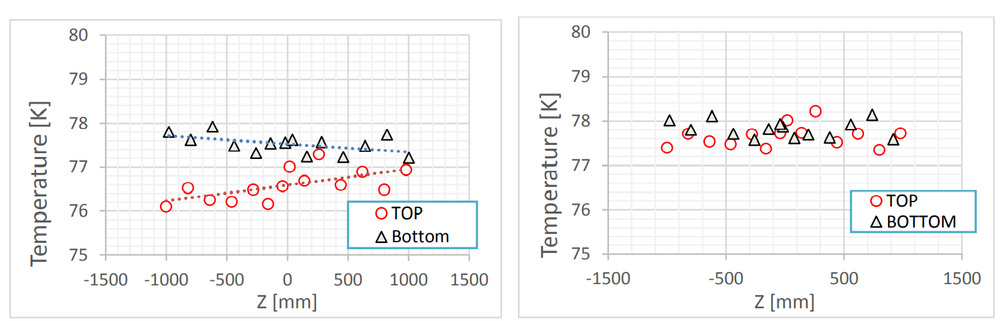 80
79
78
77
76
75
Temperature [K]
-1500 -1000 -500 0 500 1000 1500
Z [mm]
TOP
Bottom
80
79
78
77
76
75
Temperature [K]
-1500 -500 500 1500
Z [mm]
TOP
BOTTOM